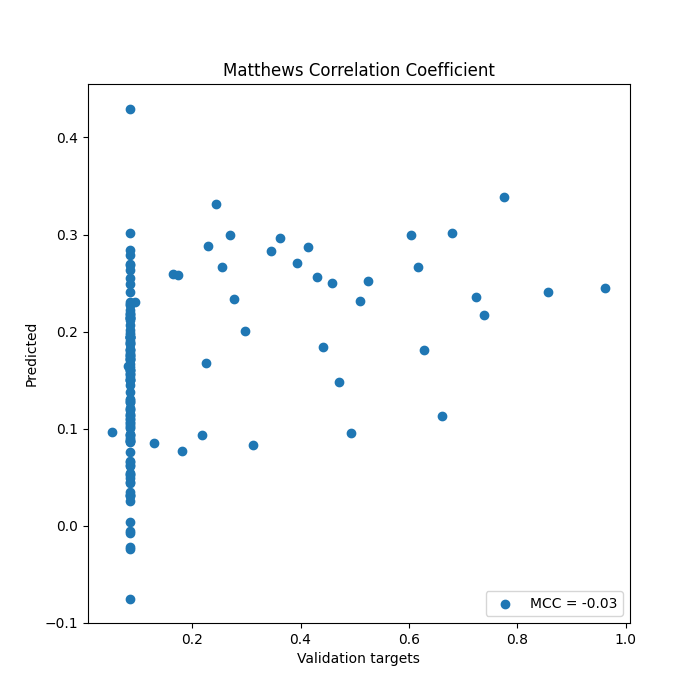 Matthews Correlation Coefficient
0.4
0.3
0.2
0.1
0.0
−0.1
Predicted
0.2 0.4 0.6 0.8 1.0
Validation targets
MCC = -0.03